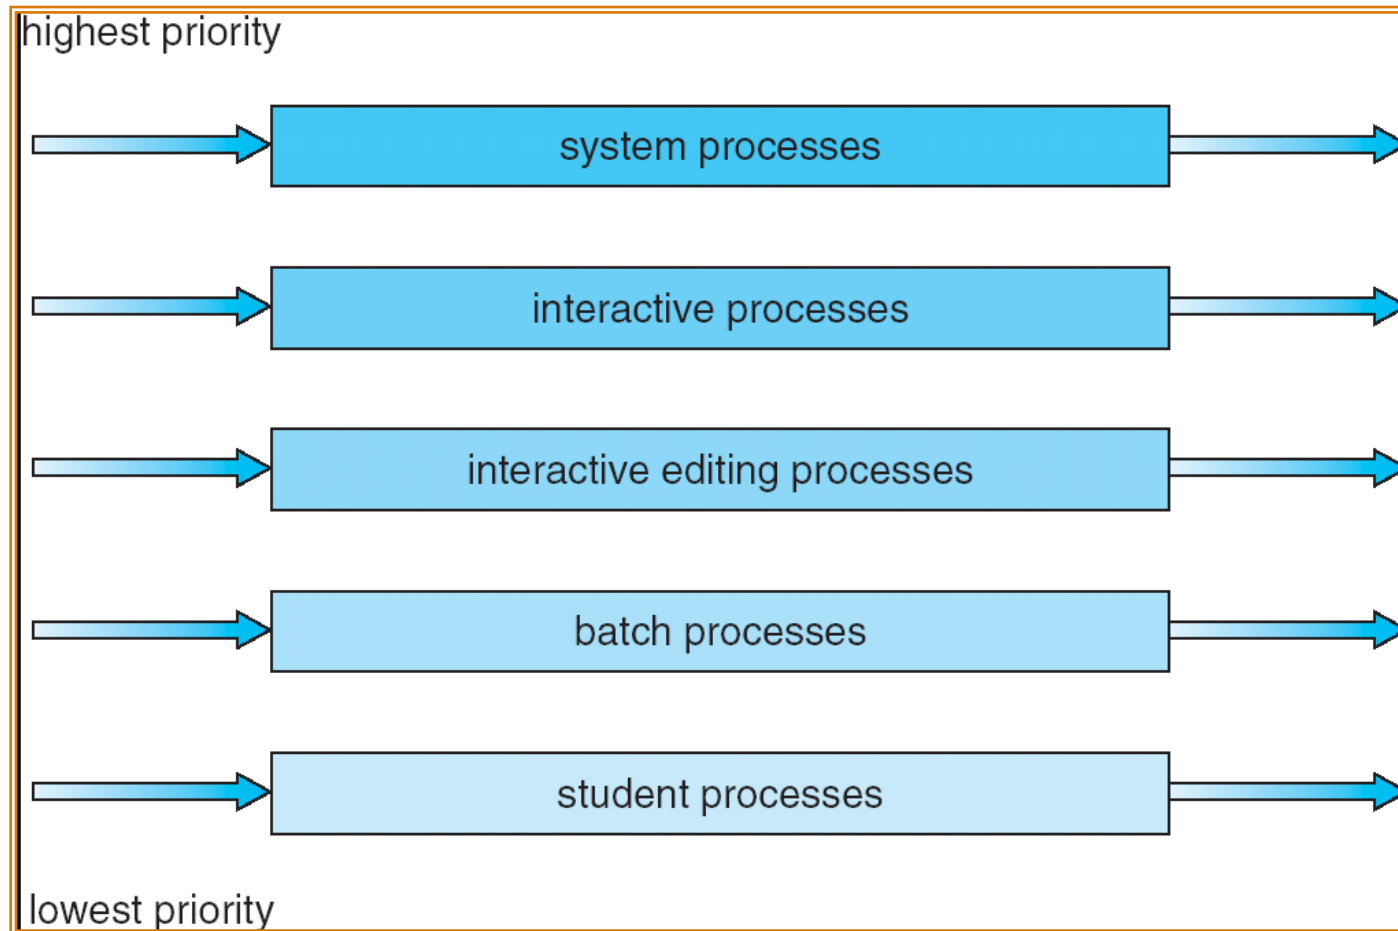 highest priority
system processes
interactive processes
interactive editing processes
batch processes
student processes
lowest priority